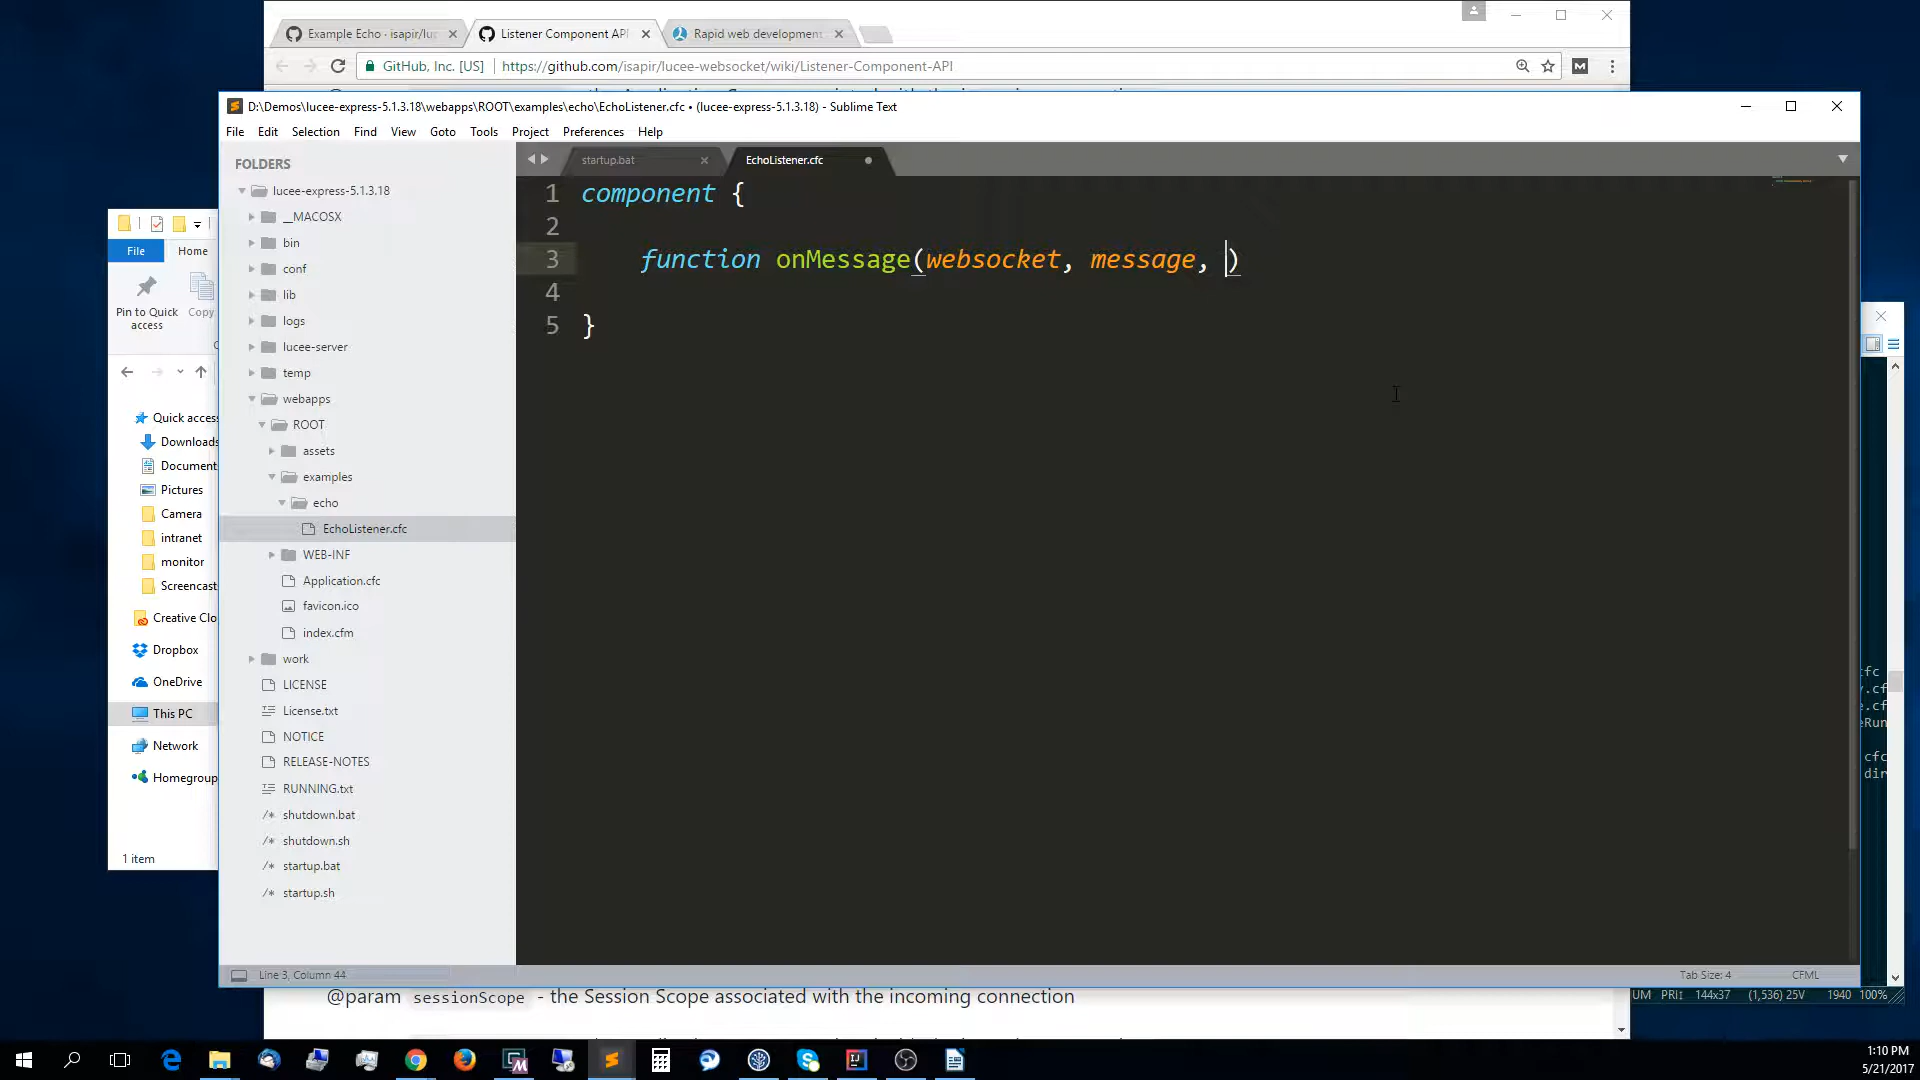 Example Echo · isapir/luc
Listener Component API
Rapid web development
GitHub, Inc. [US]
https://github.com/isapir/lucee-websocket/wiki/Listener-Component-API
D:\Demos\lucee-express-5.1.3.18\webapps\ROOT\examples\echo\EchoListener.cfc • (lucee-express-5.1.3.18) - Sublime Text
File Edit Selection Find View Goto Tools Project Preferences Help
FOLDERS
lucee-express-5.1.3.18
__MACOSX
bin
conf
lib
logs
lucee-server
temp
webapps
ROOT
assets
examples
echo
EchoListener.cfc
WEB-INF
Application.cfc
favicon.ico
index.cfm
work
LICENSE
License.txt
NOTICE
RELEASE-NOTES
RUNNING.txt
shutdown.bat
shutdown.sh
startup.bat
startup.sh
startup.bat
EchoListener.cfc
1 component {
2
3 function onMessage(websocket, message, )
4
5 }
Line 3, Column 44
Tab Size: 4
CFML
File Home
Pin to Quick access
Copy
Quick access
Downloads
Document
Pictures
Camera
intranet
monitor
Screencast
Creative Clo
Dropbox
OneDrive
This PC
Network
Homegroup
1 item
@param sessionScope - the Session Scope associated with the incoming connection
UM PRI: 144x37 (1,536) 25V 1940 100%
1:10 PM
5/21/2017